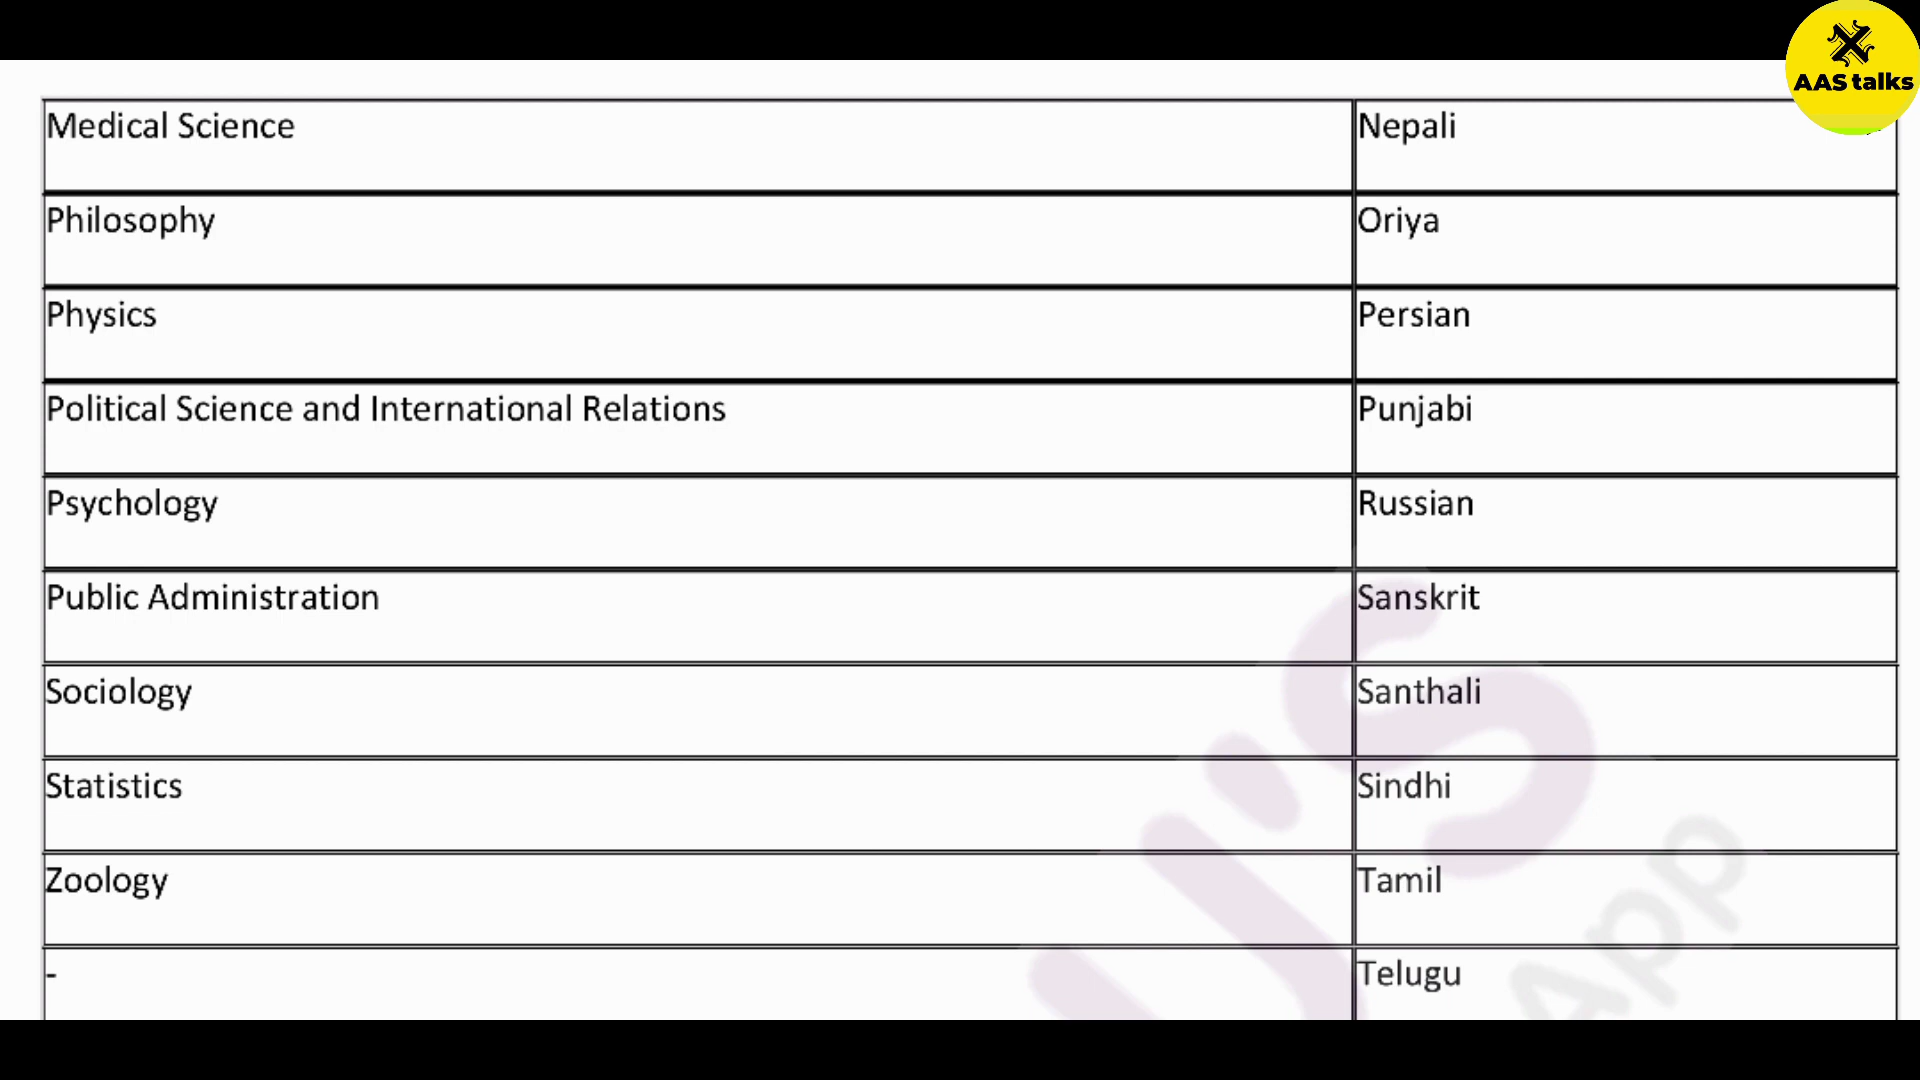 AAS talks
Medical Science Nepali
Philosophy Oriya
Physics Persian
Political Science and International Relations Punjabi
Psychology Russian
Public Administration Sanskrit
Sociology Santhali
Statistics Sindhi
Zoology Tamil
- Telugu
U'S
App